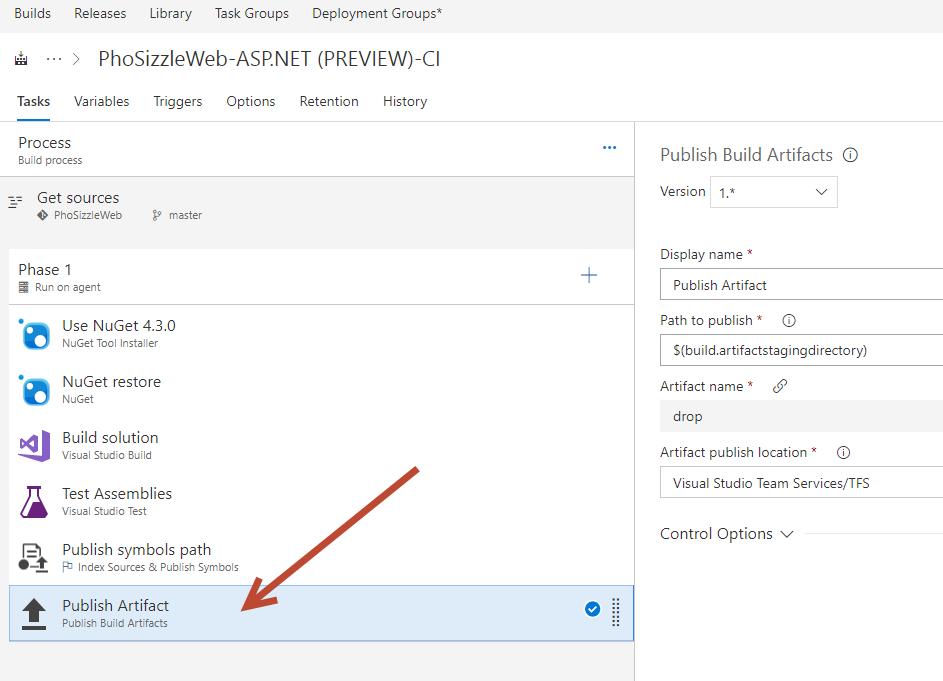 Builds Releases Library Task Groups Deployment Groups*
··· PhoSizzleWeb-ASP.NET (PREVIEW)-CI
Tasks Variables Triggers Options Retention History
Process
Build process
Get sources
PhoSizzleWeb master
Phase 1
Run on agent
Use NuGet 4.3.0
NuGet Tool Installer
NuGet restore
NuGet
Build solution
Visual Studio Build
Test Assemblies
Visual Studio Test
Publish symbols path
Index Sources & Publish Symbols
Publish Artifact
Publish Build Artifacts
Publish Build Artifacts
Version 1.*
Display name *
Publish Artifact
Path to publish *
$(build.artifactstagingdirectory)
Artifact name *
drop
Artifact publish location *
Visual Studio Team Services/TFS
Control Options